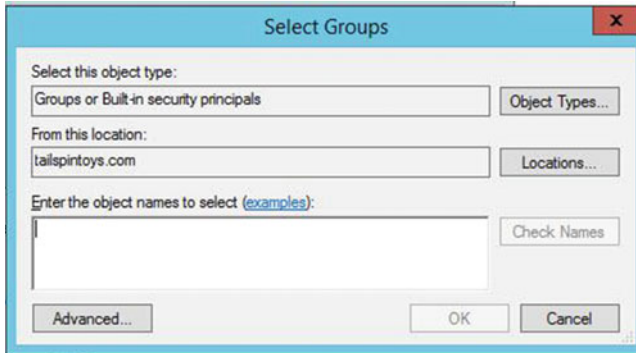 Select Groups
x
Select this object type:
Groups or Built-in security principals
Object Types...
From this location:
tailspintoys.com
Locations...
Enter the object names to select (examples):
Check Names
Advanced...
OK
Cancel